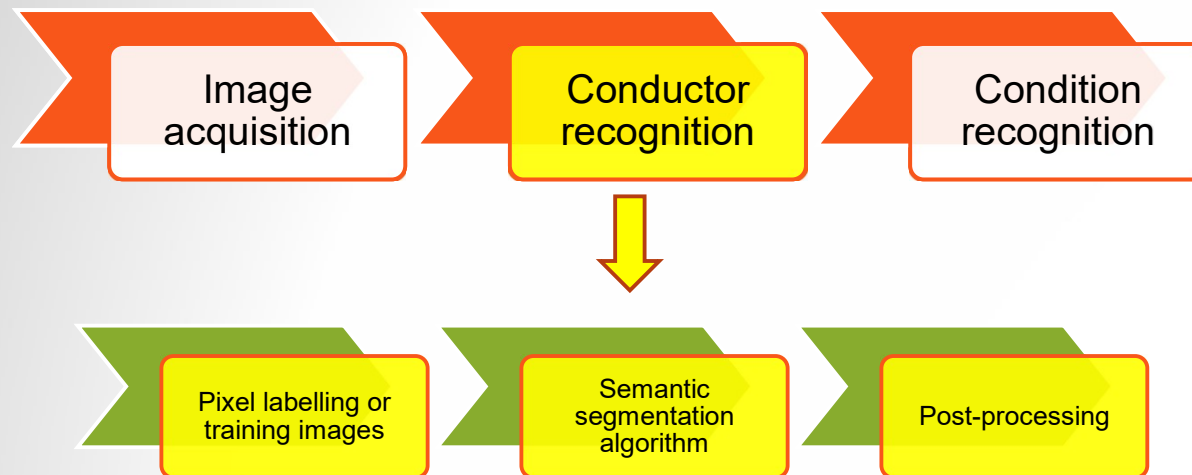 Image
acquisition
Conductor
recognition
Condition
recognition
Pixel labelling or
training images
Semantic
segmentation
algorithm
Post-processing